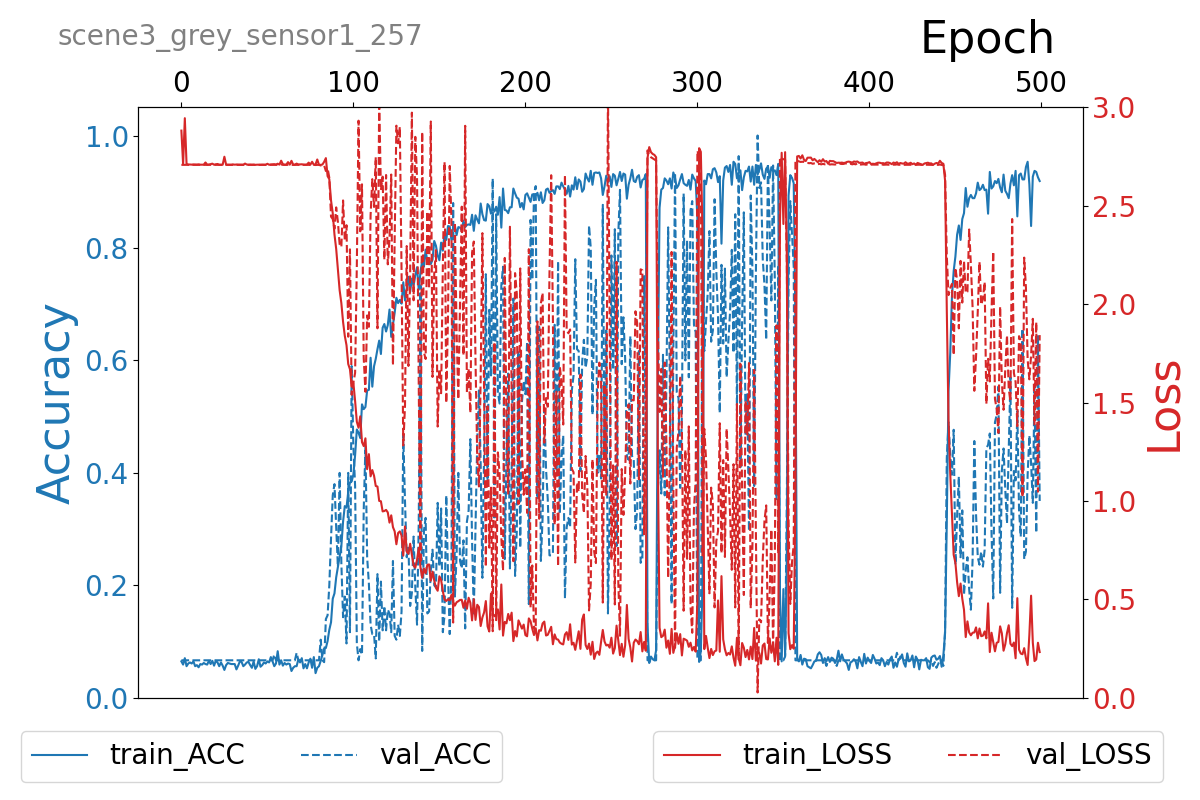 scene3_grey_sensor1_257
Epoch
0 100 200 300 400 500
1.0 0.8 0.6 0.4 0.2 0.0
Accuracy
3.0 2.5 2.0 1.5 1.0 0.5 0.0
Loss
train_ACC val_ACC train_LOSS val_LOSS